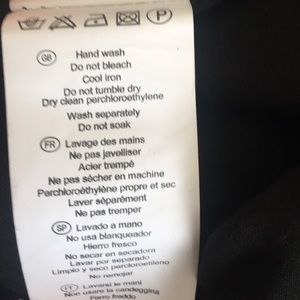 P
GB Hand wash
Do not bleach
Cool iron
Do not tumble dry
Dry clean perchloroethylene
Wash separately
Do not soak
FR Lavage des mains
Ne pas javelliser
Acier trempé
Ne pas sécher en machine
Perchloroéthylène propre et sec
Laver séparément
Ne pas tremper
SP Lavado a mano
No usa blanqueador
Hierro fresco
No secar en secadora
Lavar por separado
Limpio y seco percloroetileno
No remojar
IT Lavarsi le mani
Non usare la candeggina
Ferro freddo